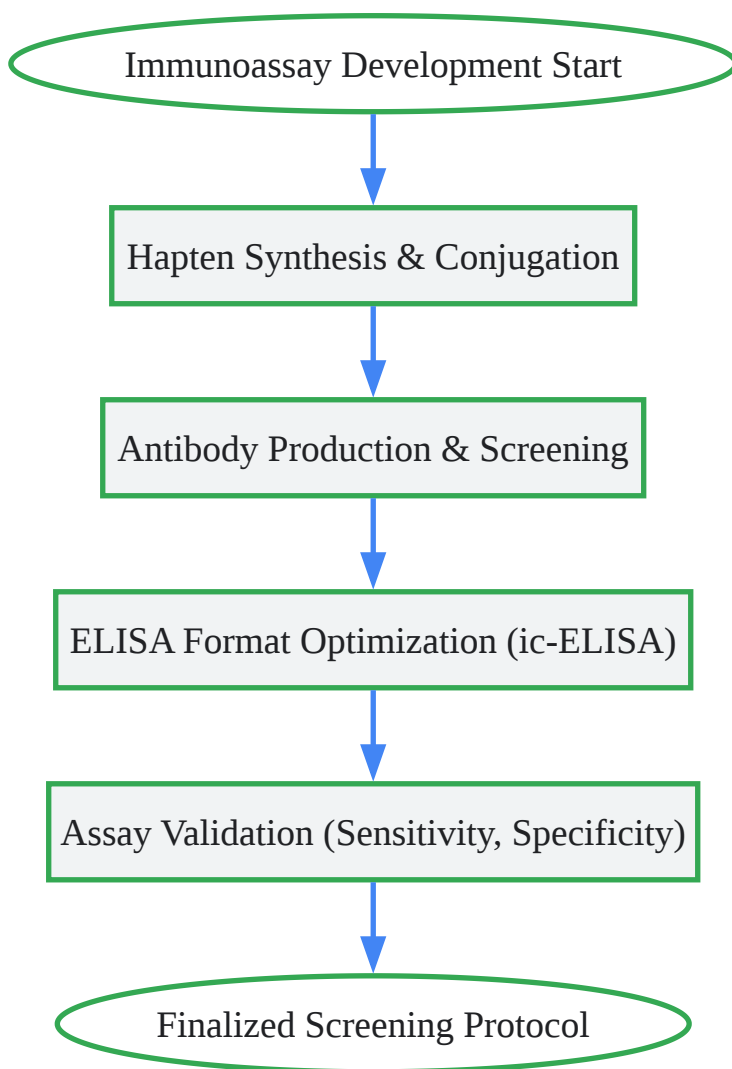 Immunoassay Development Start
Hapten Synthesis & Conjugation
Antibody Production & Screening
ELISA Format Optimization (ic-ELISA)
Assay Validation (Sensitivity, Specificity)
Finalized Screening Protocol